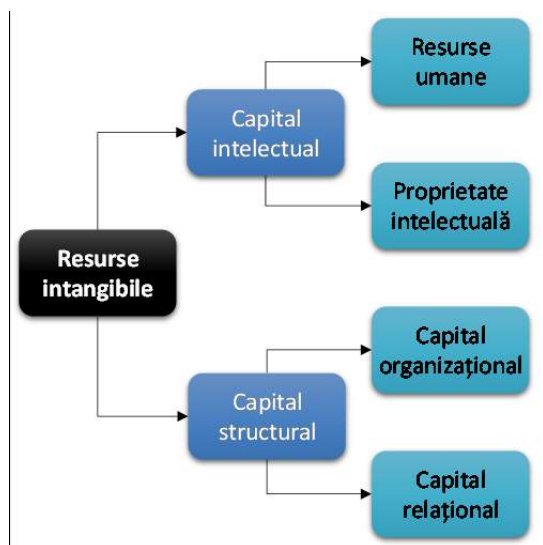 Resurse
umane
Capital
intelectual
Proprietate
intelectuală
Resurse
intangibile
Capital
organizațional
Capital
structural
Capital
relațional